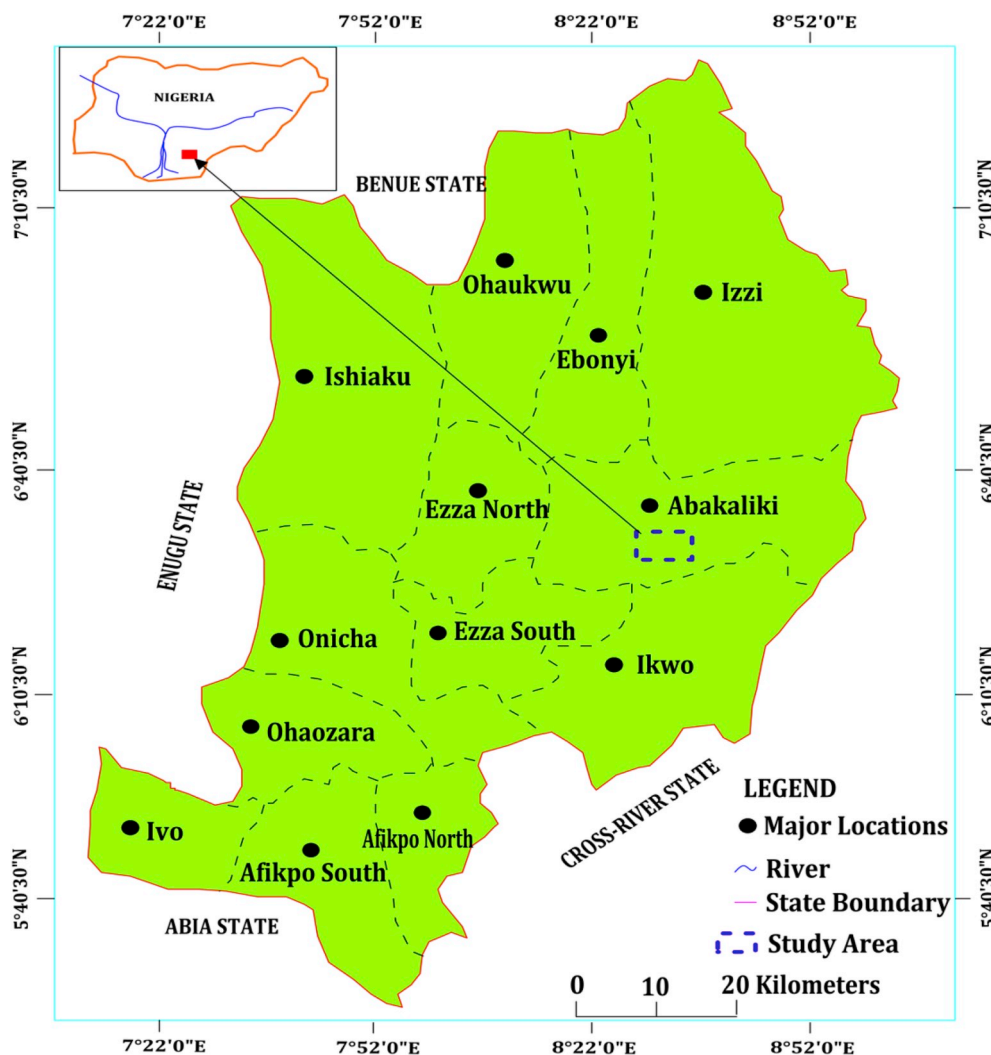 7°22'0"E
7°52'0"E
8°22'0"E
8°52'0"E
NIGERIA
BENUE STATE
7°10'30"N
7°10'30"N
Ohaukwu
Izzi
Ebonyi
Ishiaku
6°40'30"N
6°40'30"N
Ezza North
Abakaliki
ENUGU STATE
Onicha
Ezza South
Ikwo
6°10'30"N
6°10'30"N
Ohaozara
CROSS-RIVER STATE
Ivo
Afikpo North
Afikpo South
ABIA STATE
5°40'30"N
5°40'30"N
LEGEND
Major Locations
River
State Boundary
Study Area
0 10 20 Kilometers
7°22'0"E
7°52'0"E
8°22'0"E
8°52'0"E